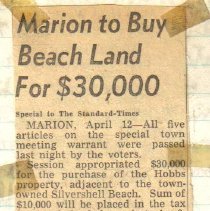 Marion to Buy
Beach Land
For $30,000
Special to The Standard-Times
MARION, April 12—All five
articles on the special town
meeting warrant were passed
last night by the voters.
Session appropriated $30,000
for the purchase of the Hobbs
property, adjacent to the town-
owned Silvershell Beach. Sum of
$10,000 will be placed in the tax